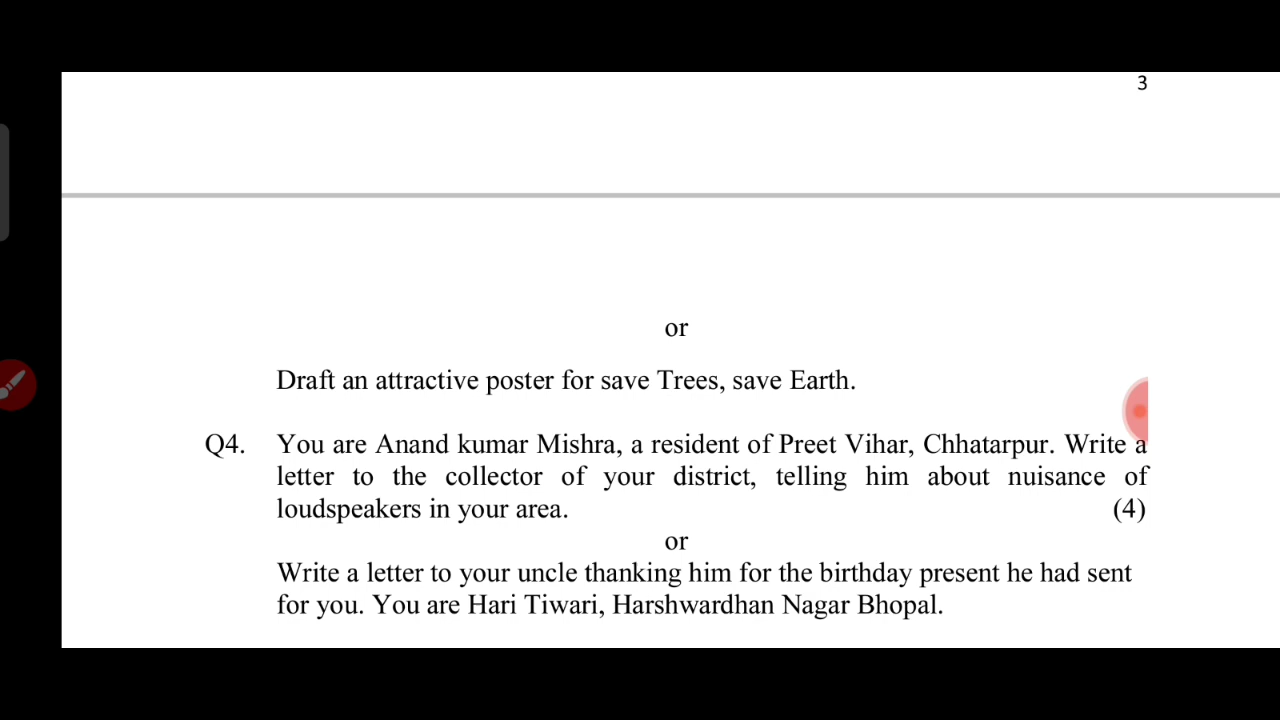 3
or
Draft an attractive poster for save Trees, save Earth.
Q4. You are Anand kumar Mishra, a resident of Preet Vihar, Chhatarpur. Write a
letter to the collector of your district, telling him about nuisance of
loudspeakers in your area. (4)
or
Write a letter to your uncle thanking him for the birthday present he had sent
for you. You are Hari Tiwari, Harshwardhan Nagar Bhopal.